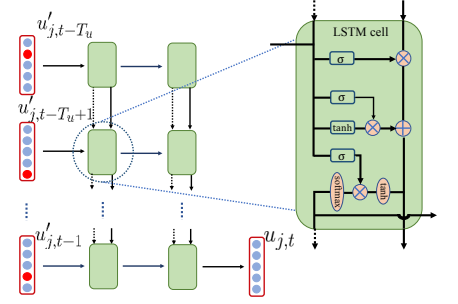 u′j,t−Tu
LSTM cell
σ
σ
u′j,t−Tu+1
tanh
σ
softmax
tanh
u′j,t−1
uj,t